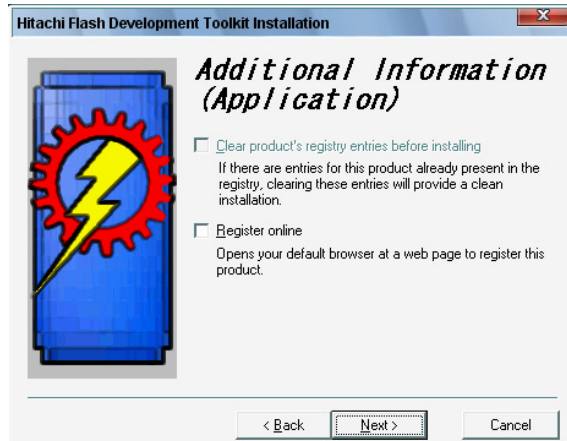 Hitachi Flash Development Toolkit Installation
Additional Information
(Application)
Clear product's registry entries before installing
If there are entries for this product already present in the
registry, clearing these entries will provide a clean
installation.
Register online
Opens your default browser at a web page to register this
product.
< Back
Next >
Cancel